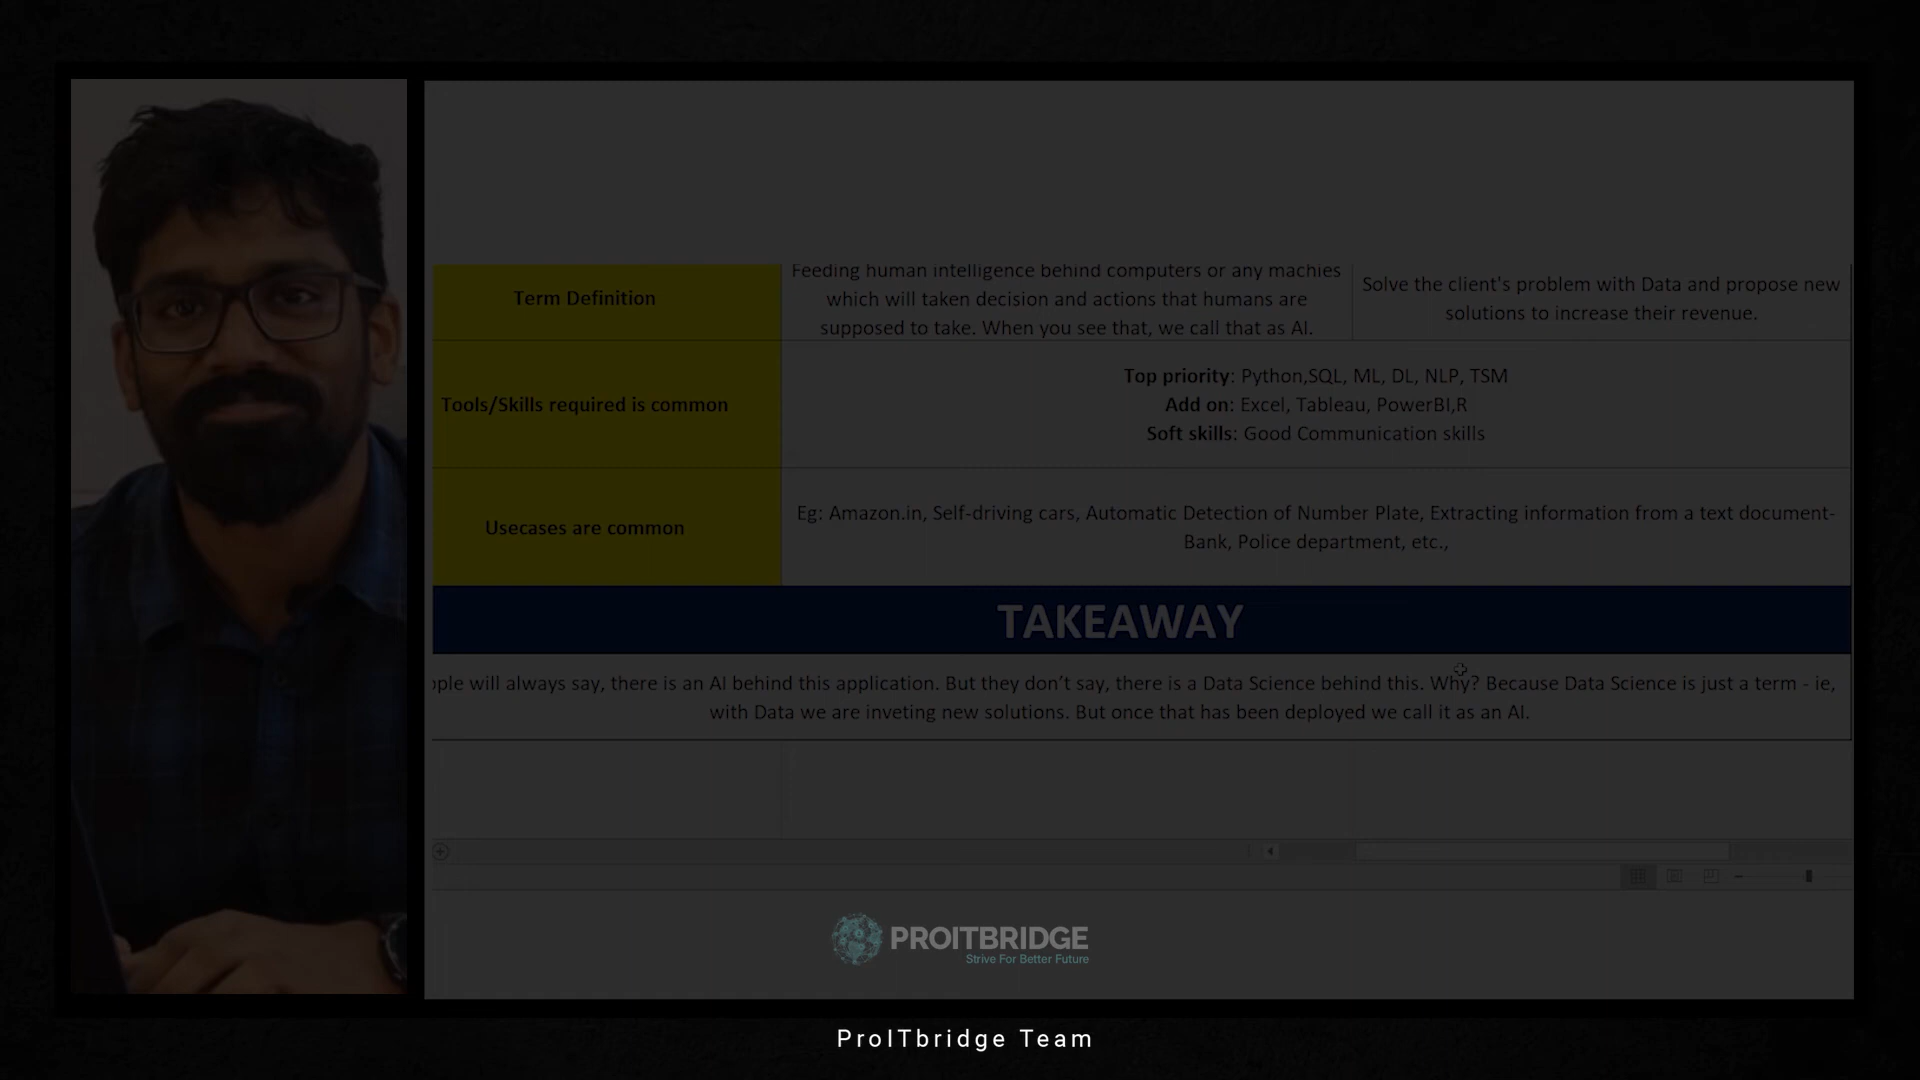 Term Definition
Feeding human intelligence behind computers or any machies
which will taken decision and actions that humans are
supposed to take. When you see that, we call that as AI.
Solve the client's problem with Data and propose new
solutions to increase their revenue.
Tools/Skills required is common
Top priority: Python,SQL, ML, DL, NLP, TSM
Add on: Excel, Tableau, PowerBI,R
Soft skills: Good Communication skills
Usecases are common
Eg: Amazon.in, Self-driving cars, Automatic Detection of Number Plate, Extracting information from a text document-
Bank, Police department, etc.,
TAKEAWAY
ople will always say, there is an AI behind this application. But they don't say, there is a Data Science behind this. Why? Because Data Science is just a term - ie,
with Data we are inveting new solutions. But once that has been deployed we call it as an AI.
PROITBRIDGE
Strive For Better Future
ProITbridge Team